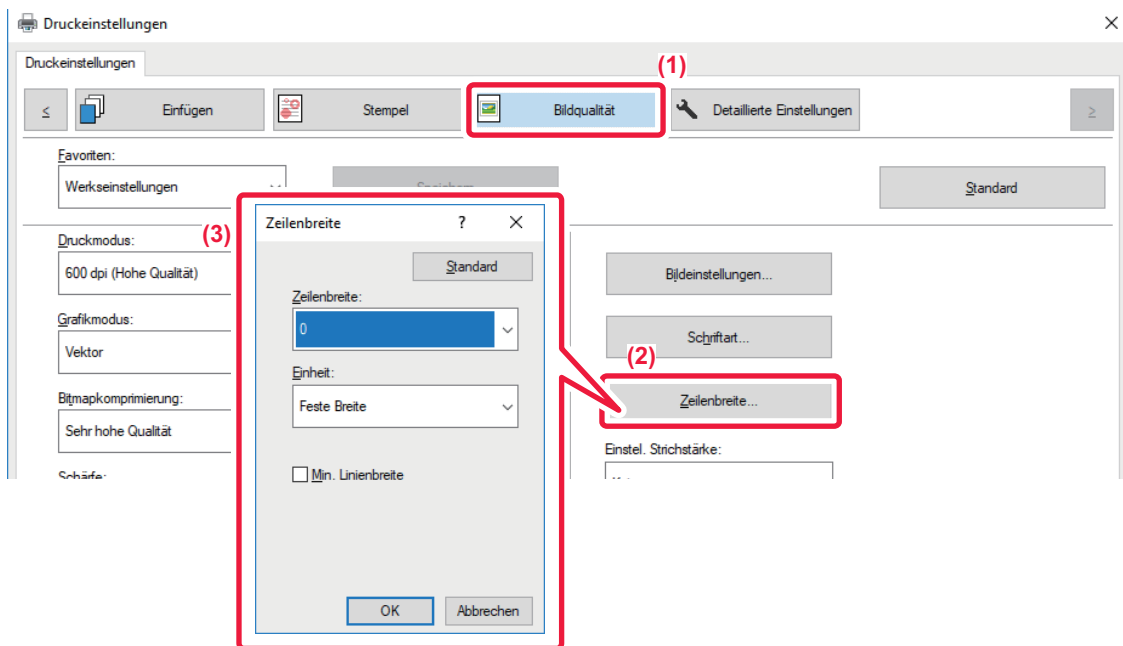 Druckeinstellungen
Druckeinstellungen
(1)
≤ Einfügen Stempel Bildqualität Detaillierte Einstellungen ≥
Favoriten:
Werkseinstellungen
Standard
(3)
Zeilenbreite ? ×
Standard
Zeilenbreite:
0
Einheit:
Feste Breite
Min. Linienbreite
OK Abbrechen
Druckmodus:
600 dpi (Hohe Qualität)
Grafikmodus:
Vektor
Bitmapkomprimierung:
Sehr hohe Qualität
Schärfe:
Bildeinstellungen...
Schriftart...
(2)
Zeilenbreite...
Einstel. Strichstärke: